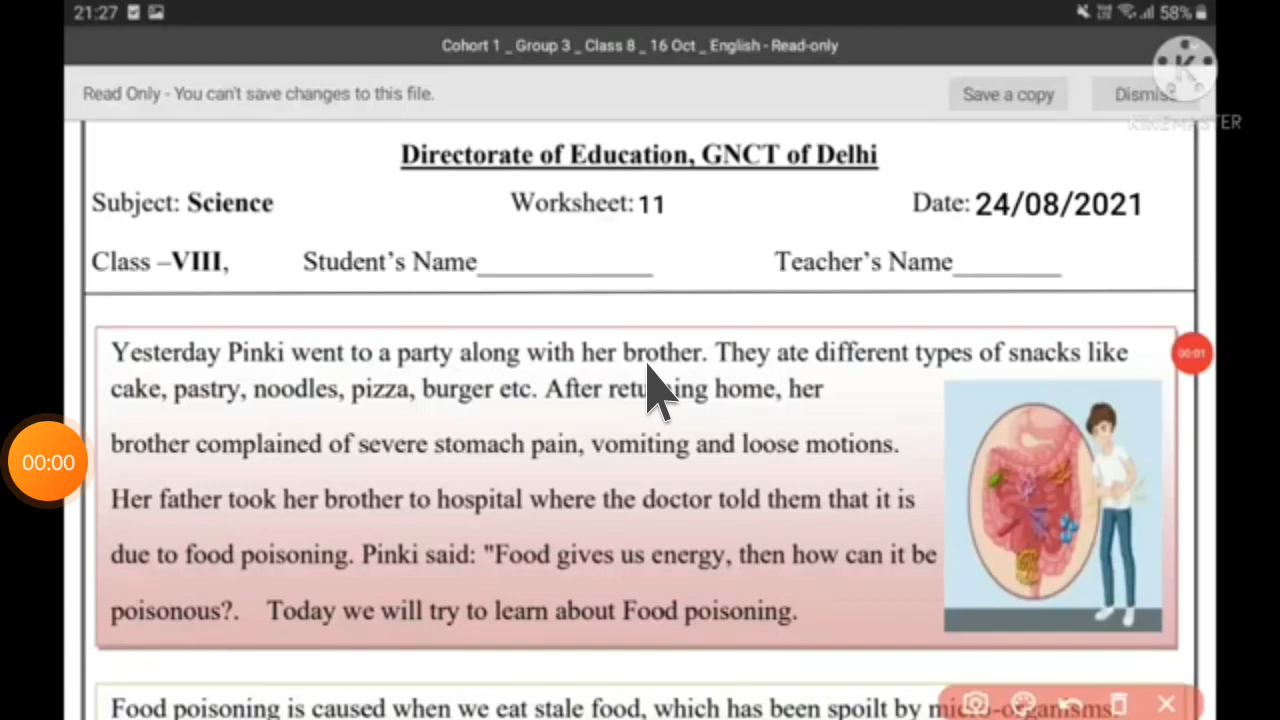 21:27 58%
Cohort 1 _ Group 3 _ Class 8 _ 16 Oct _ English - Read-only
Read Only - You can't save changes to this file. Save a copy Dismiss
KINEMASTER
Directorate of Education, GNCT of Delhi
Subject: Science Worksheet: 11 Date: 24/08/2021
Class –VIII, Student's Name____________ Teacher's Name________
Yesterday Pinki went to a party along with her brother. They ate different types of snacks like
cake, pastry, noodles, pizza, burger etc. After returning home, her
brother complained of severe stomach pain, vomiting and loose motions.
Her father took her brother to hospital where the doctor told them that it is
due to food poisoning. Pinki said: "Food gives us energy, then how can it be
poisonous?. Today we will try to learn about Food poisoning.
00:01
00:00
Food poisoning is caused when we eat stale food, which has been spoilt by micro-organisms.